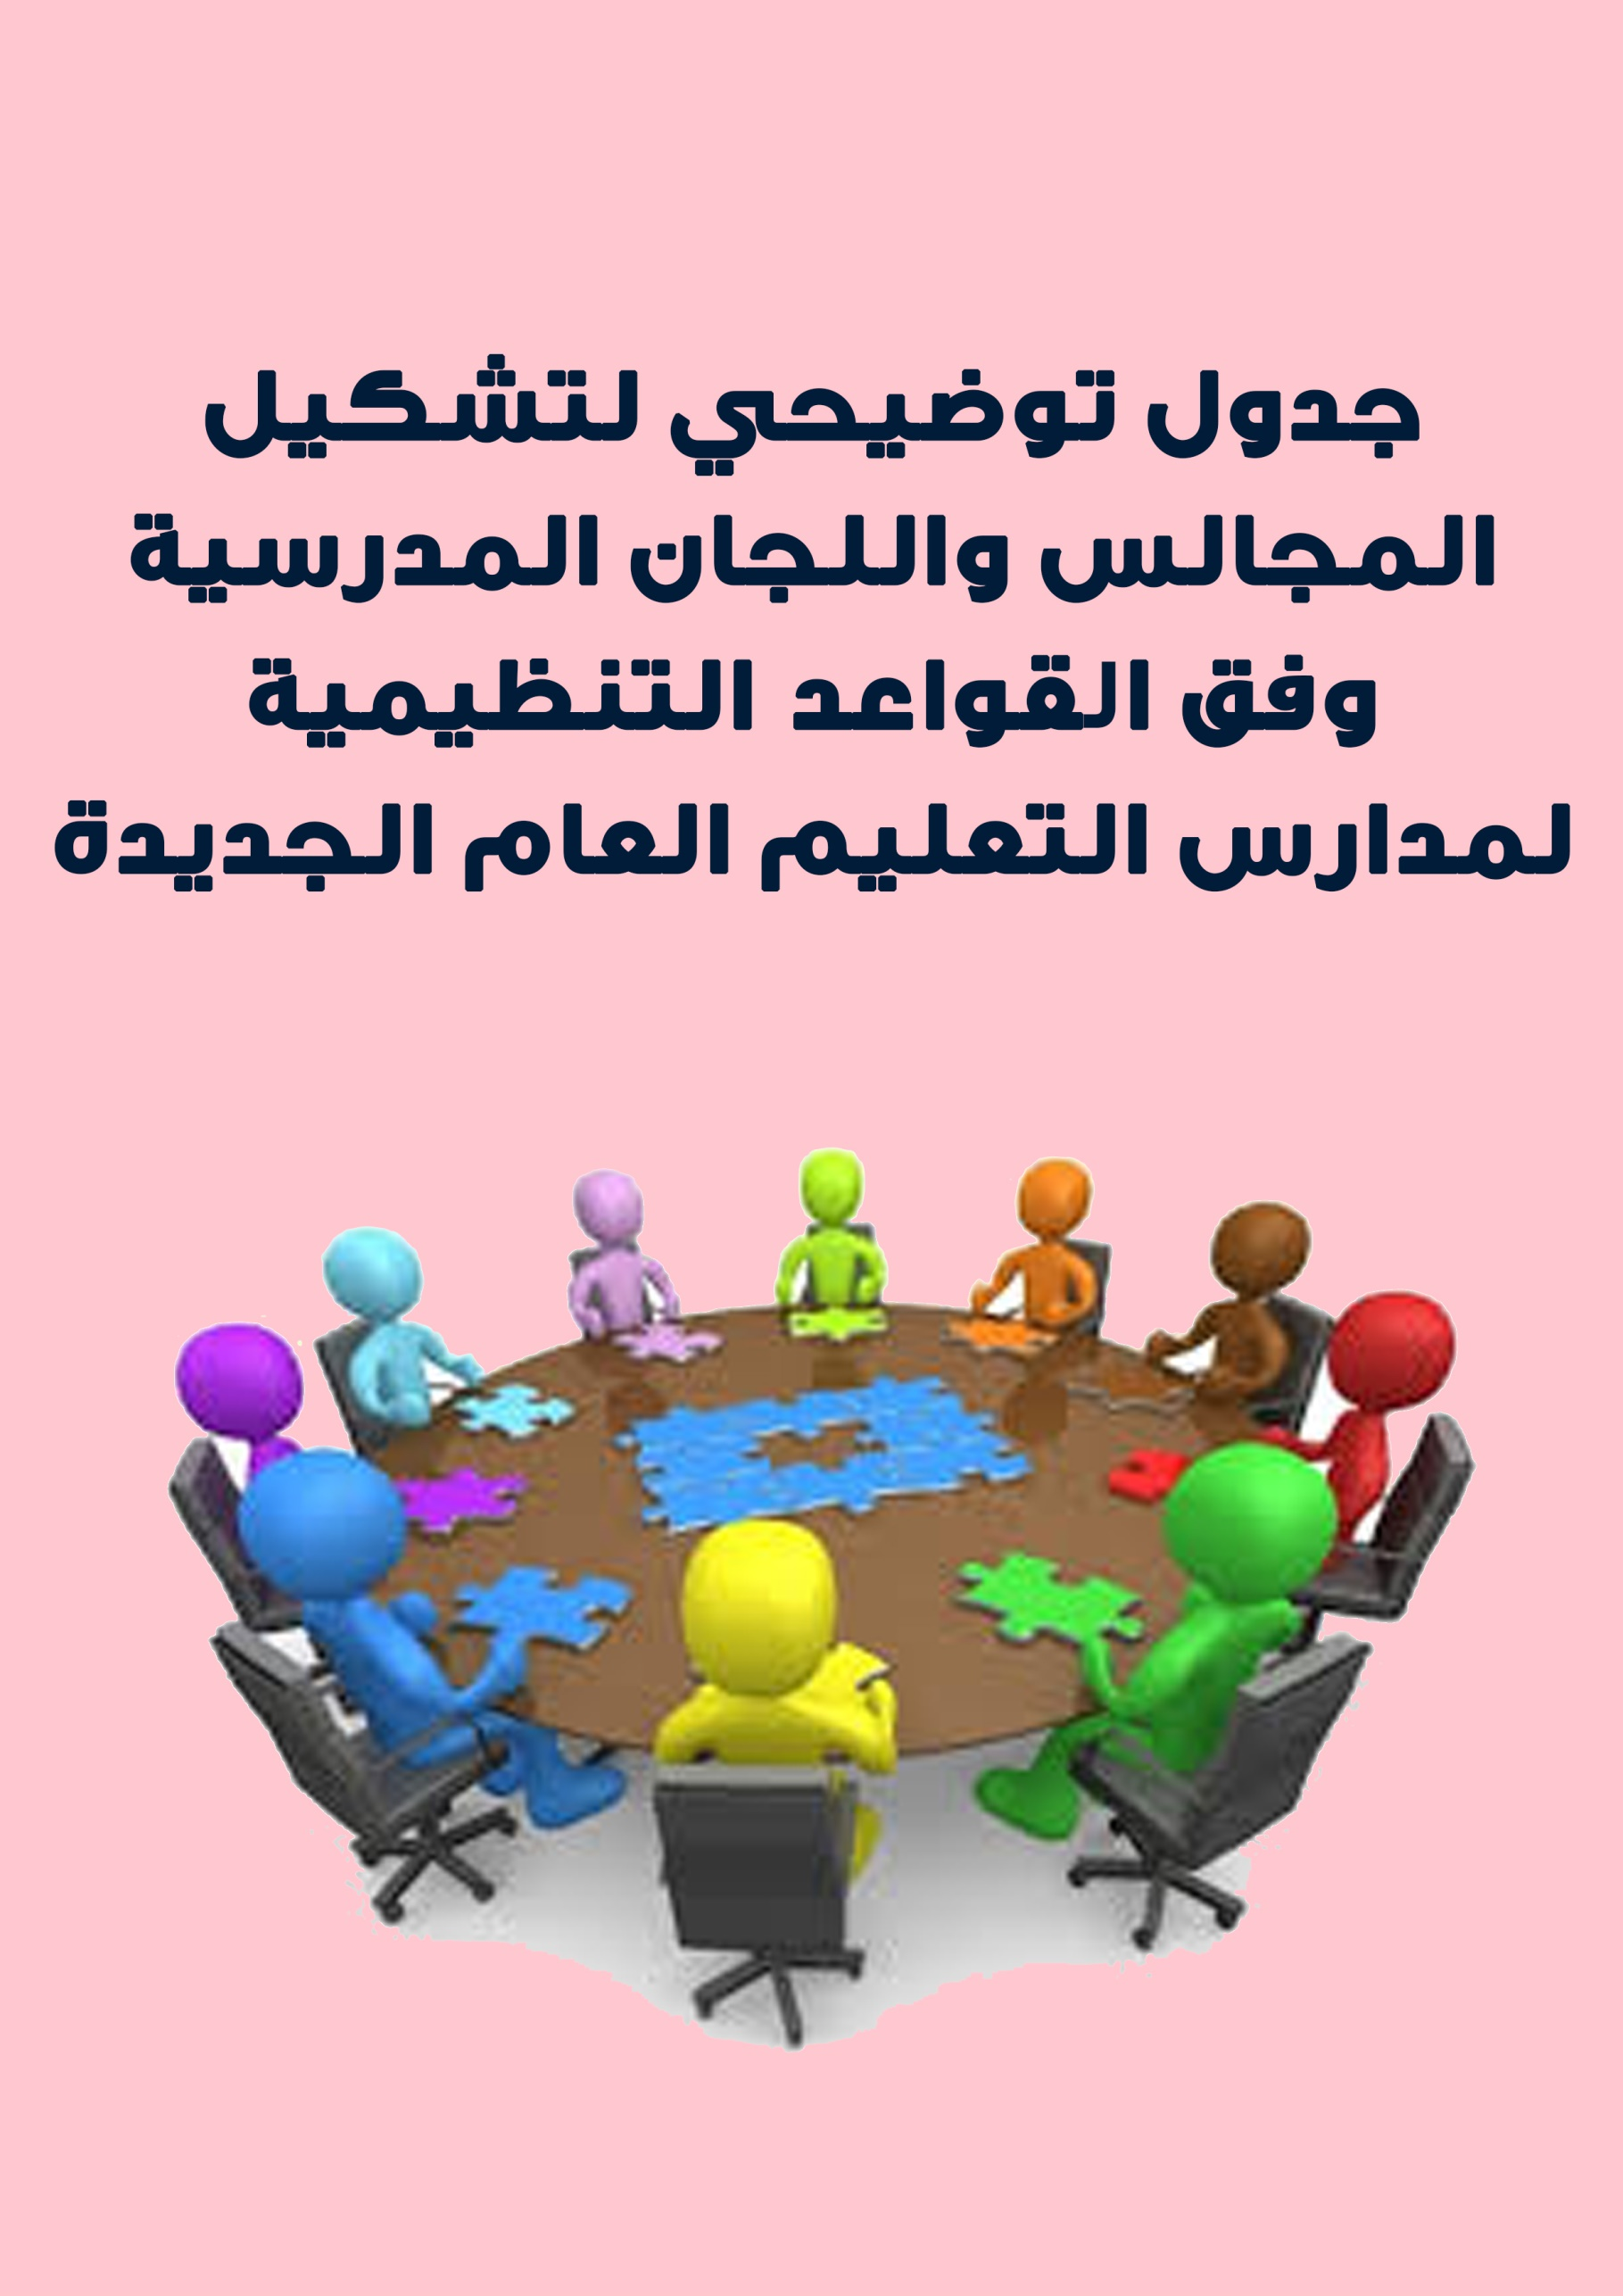 جدول توضيحي لتشكيل
المجالس واللجان المدرسية
وفق القواعد التنظيمية
لمدارس التعليم العام الجديدة